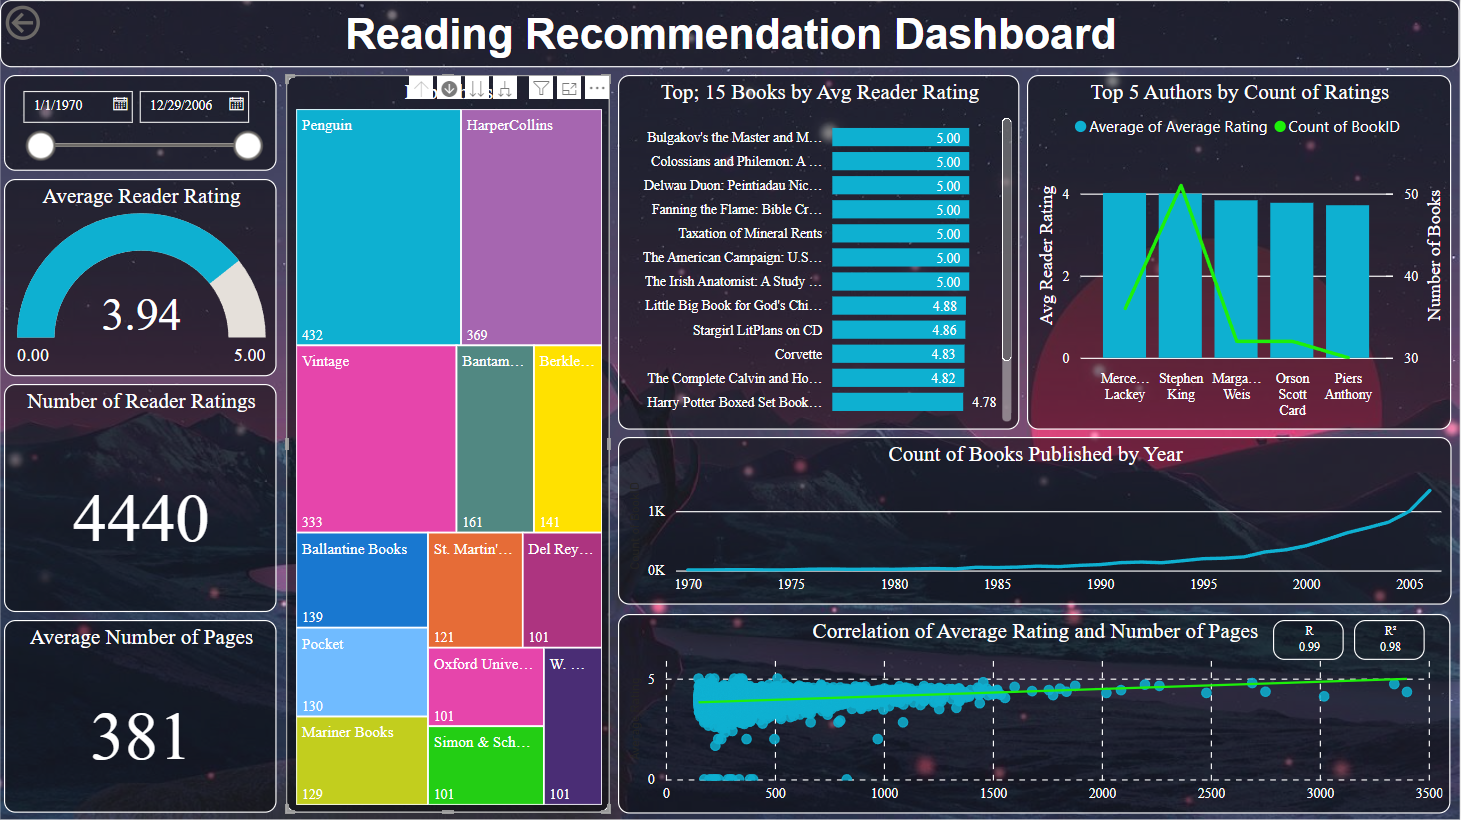 Reading Recommendation Dashboard
1/1/1970
12/29/2006
Average Reader Rating
3.94
0.00
5.00
Number of Reader Ratings
4440
Average Number of Pages
381
Penguin
432
HarperCollins
369
Vintage
333
Bantam…
161
Berkle…
141
Ballantine Books
139
St. Martin'…
121
Del Rey…
101
Pocket
130
Oxford Unive…
101
W. …
101
Mariner Books
129
Simon & Sch…
101
Top; 15 Books by Avg Reader Rating
Bulgakov's the Master and M… 5.00
Colossians and Philemon: A … 5.00
Delwau Duon: Peintiadau Nic… 5.00
Fanning the Flame: Bible Cr… 5.00
Taxation of Mineral Rents 5.00
The American Campaign: U.S… 5.00
The Irish Anatomist: A Study … 5.00
Little Big Book for God's Chi… 4.88
Stargirl LitPlans on CD 4.86
Corvette 4.83
The Complete Calvin and Ho… 4.82
Harry Potter Boxed Set Book… 4.78
Top 5 Authors by Count of Ratings
Average of Average Rating Count of BookID
Avg Reader Rating
4
2
0
50
40
30
Number of Books
Merce… Lackey
Stephen King
Marga… Weis
Orson Scott Card
Piers Anthony
Count of Books Published by Year
1K
0K
1970 1975 1980 1985 1990 1995 2000 2005
Correlation of Average Rating and Number of Pages
R
0.99
R²
0.98
5
0
0 500 1000 1500 2000 2500 3000 3500